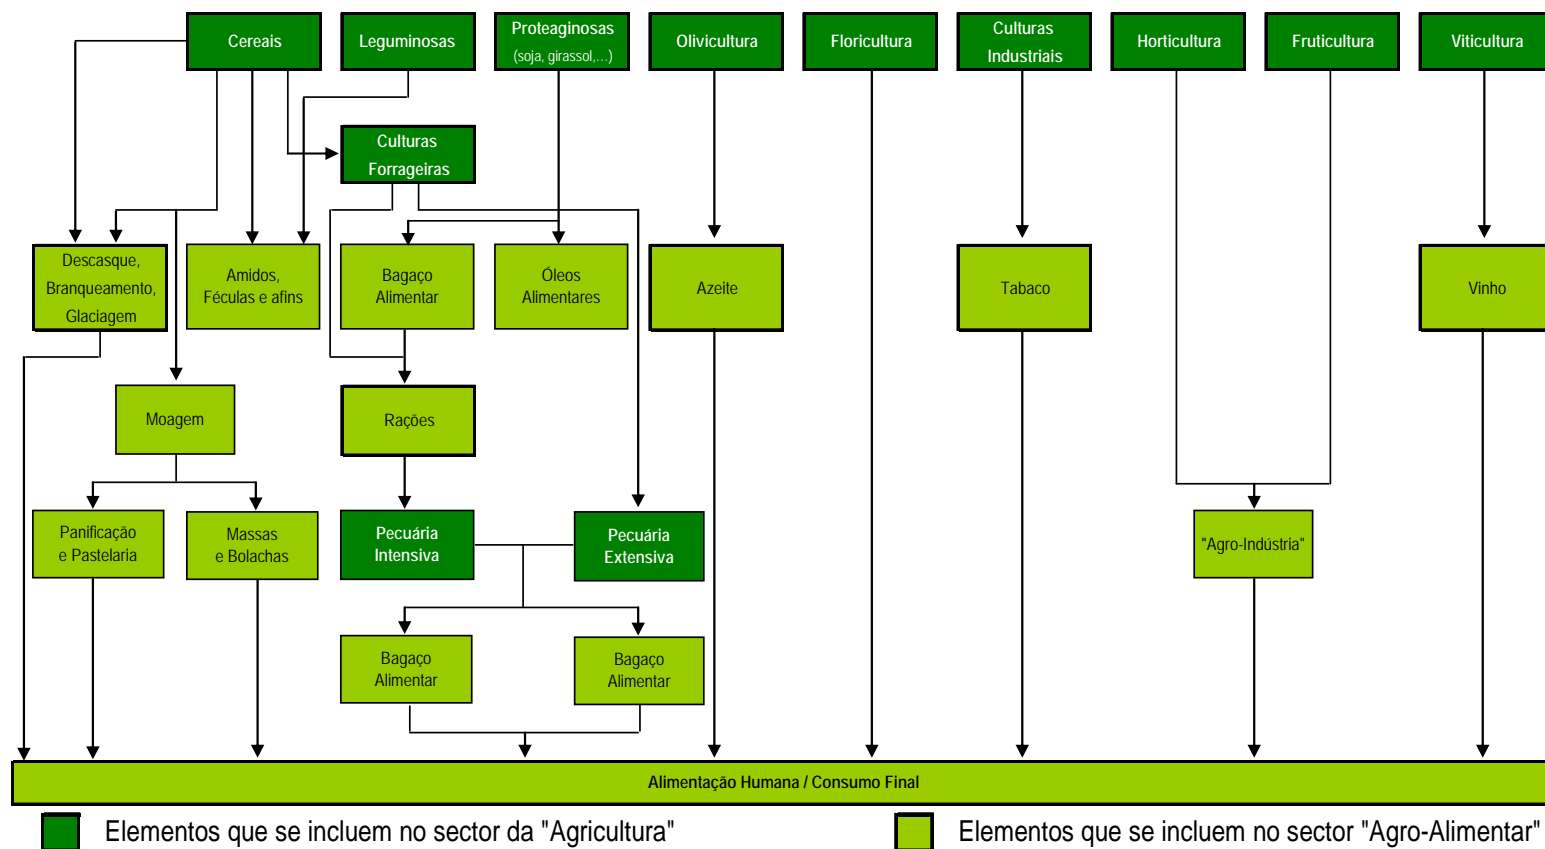 Cereais
Leguminosas
Proteaginosas
(soja, girassol,...)
Olivicultura
Floricultura
Culturas
Industriais
Horticultura
Fruticultura
Viticultura
Culturas
Forrageiras
Descasque,
Branqueamento,
Glaciagem
Amidos,
Féculas e afins
Bagaço
Alimentar
Óleos
Alimentares
Azeite
Tabaco
Vinho
Moagem
Rações
Panificação
e Pastelaria
Massas
e Bolachas
Pecuária
Intensiva
Pecuária
Extensiva
"Agro-Indústria"
Bagaço
Alimentar
Bagaço
Alimentar
Alimentação Humana / Consumo Final
Elementos que se incluem no sector da "Agricultura"
Elementos que se incluem no sector "Agro-Alimentar"